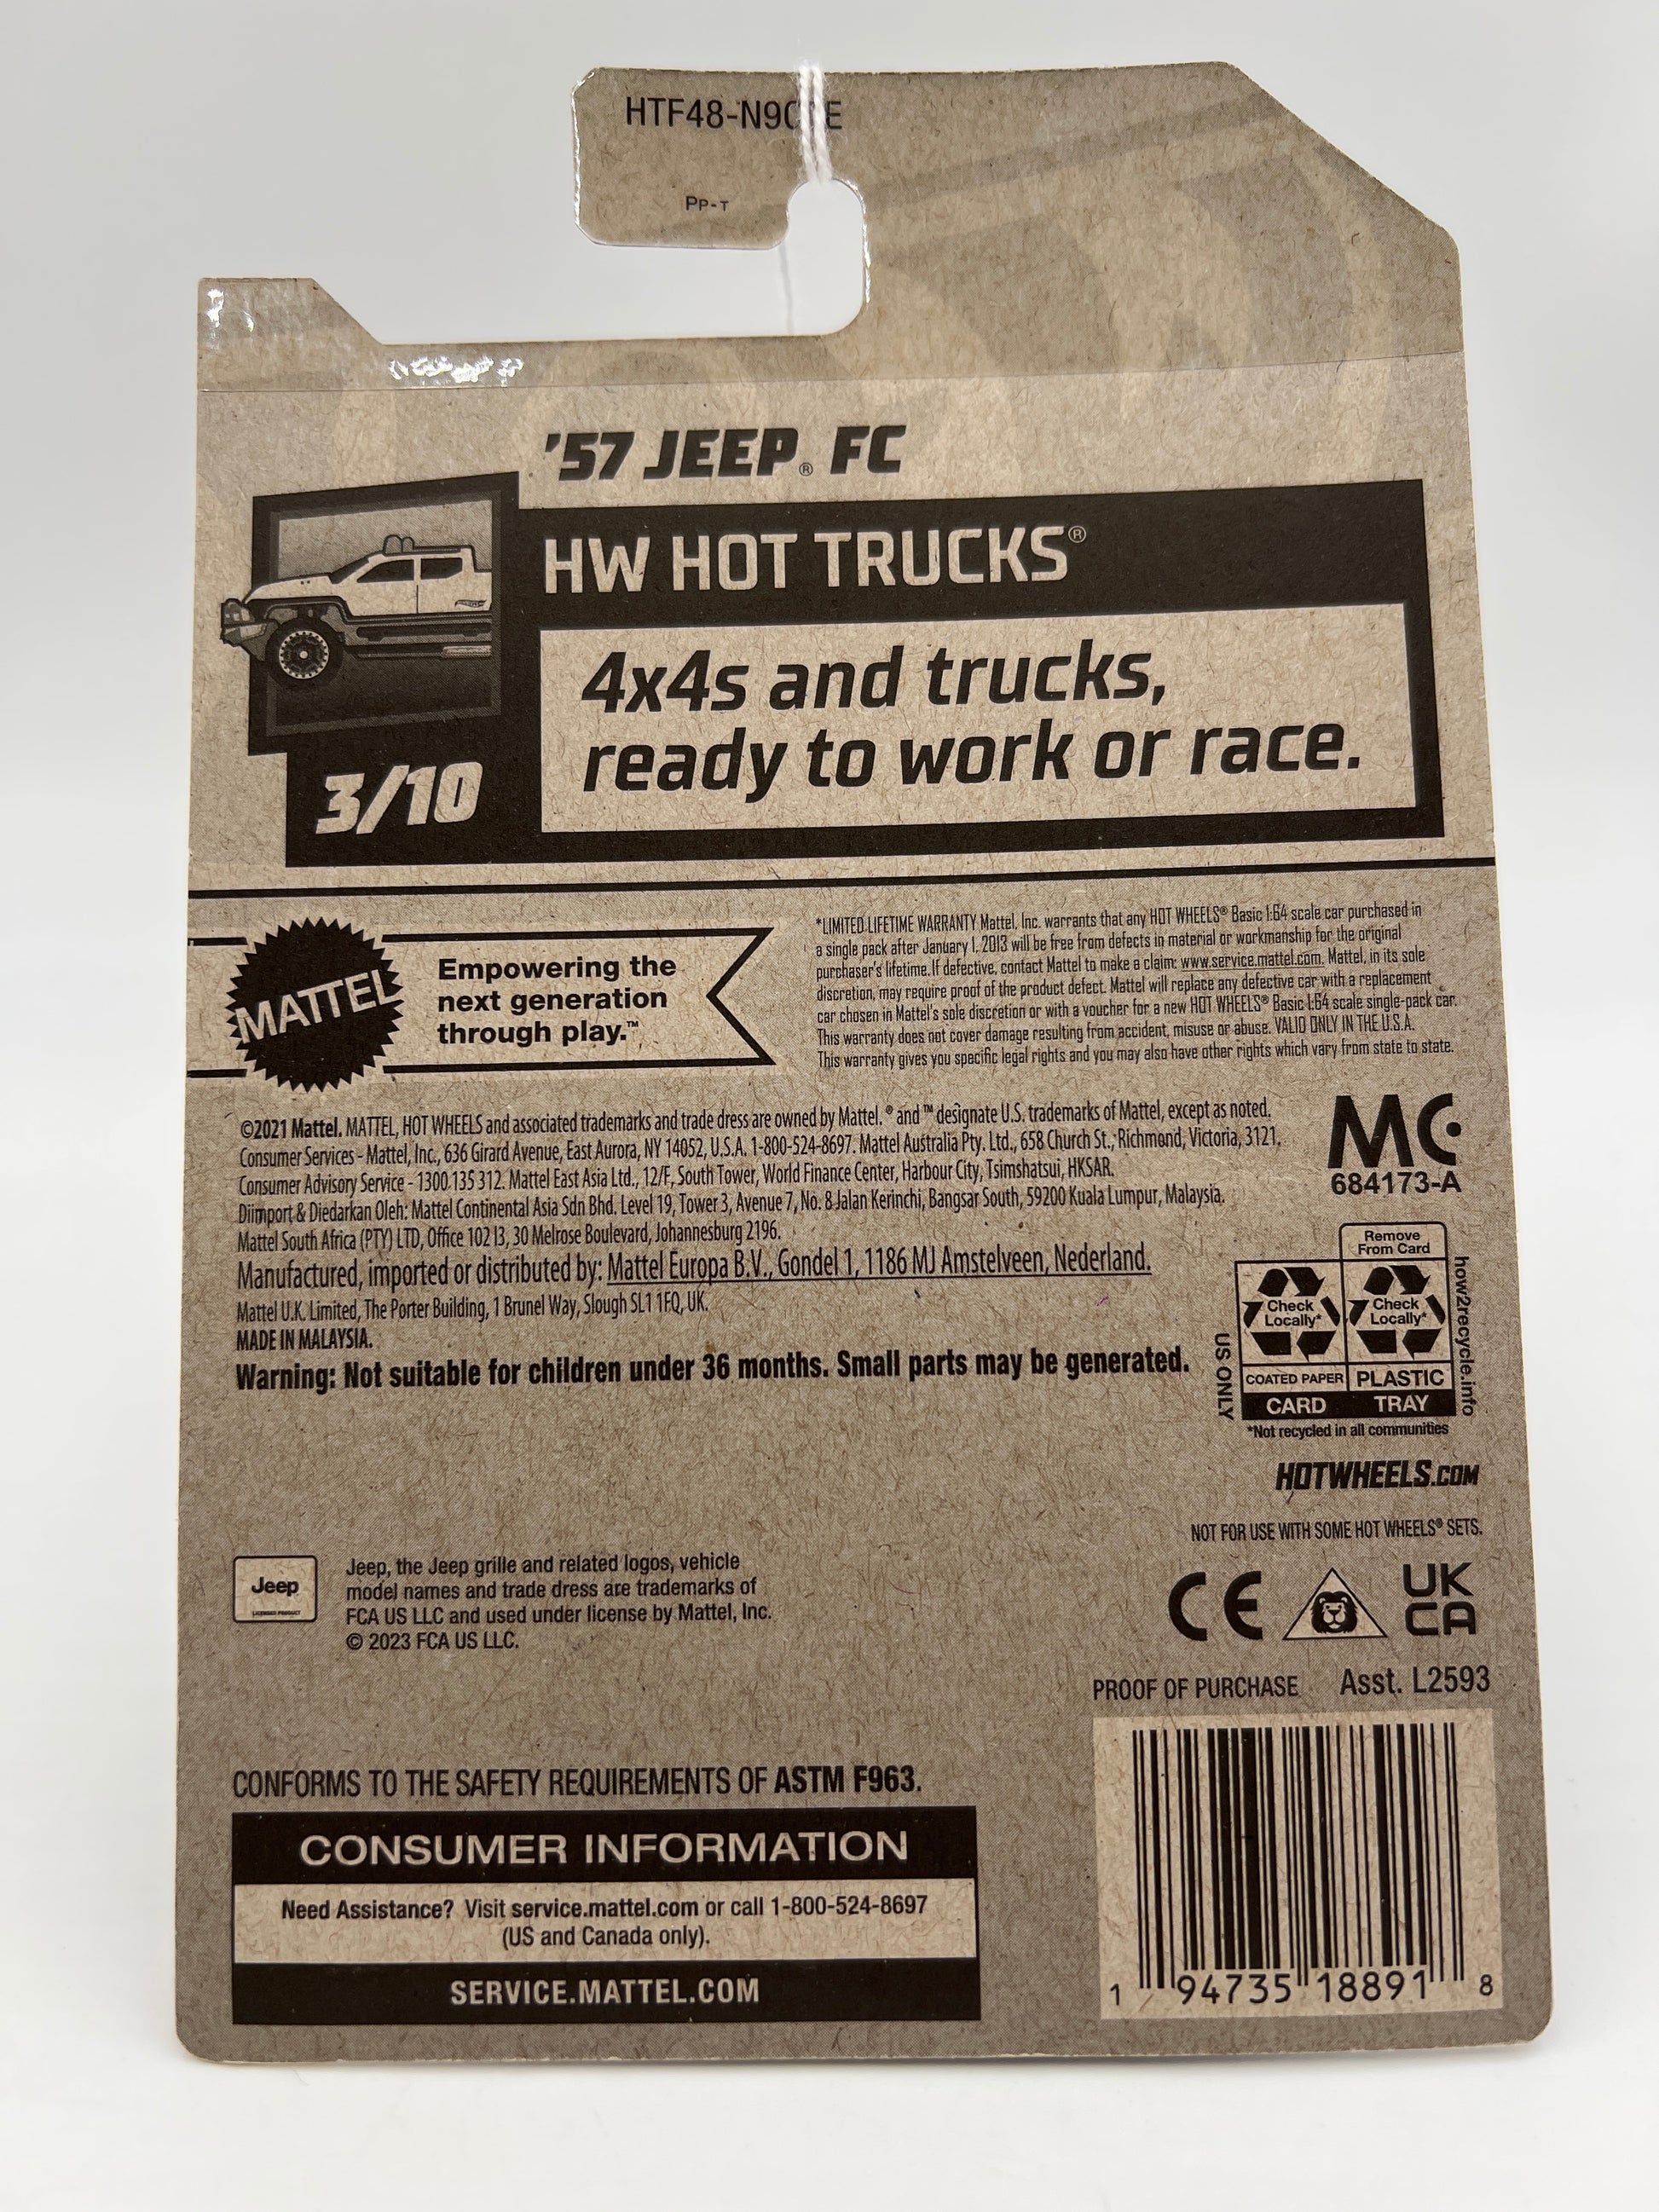 HTF48-N9
PP-T
'57 JEEP® FC
HW HOT TRUCKS®
4x4s and trucks,
ready to work or race.
3/10
MATTEL
Empowering the
next generation
through play.™
*LIMITED LIFETIME WARRANTY Mattel, Inc. warrants that any HOT WHEELS® Basic 1:64 scale car purchased in
a single pack after January 1, 2013 will be free from defects in material or workmanship for the original
purchaser's lifetime. If defective, contact Mattel to make a claim: www.service.mattel.com. Mattel, in its sole
discretion, may require proof of the product defect. Mattel will replace any defective car with a replacement
car chosen in Mattel's sole discretion or with a voucher for a new HOT WHEELS® Basic 1:64 scale single-pack car.
This warranty does not cover damage resulting from accident, misuse or abuse. VALID ONLY IN THE U.S.A.
This warranty gives you specific legal rights and you may also have other rights which vary from state to state.
©2021 Mattel. MATTEL, HOT WHEELS and associated trademarks and trade dress are owned by Mattel. ® and ™ designate U.S. trademarks of Mattel, except as noted.
Consumer Services - Mattel, Inc., 636 Girard Avenue, East Aurora, NY 14052, U.S.A. 1-800-524-8697. Mattel Australia Pty. Ltd., 658 Church St., Richmond, Victoria, 3121.
Consumer Advisory Service - 1300 135 312. Mattel East Asia Ltd., 12/F, South Tower, World Finance Center, Harbour City, Tsimshatsui, HKSAR.
Diimport & Diedarkan Oleh: Mattel Continental Asia Sdn Bhd. Level 19, Tower 3, Avenue 7, No. 8 Jalan Kerinchi, Bangsar South, 59200 Kuala Lumpur, Malaysia.
Mattel South Africa (PTY) LTD, Office 102 I3, 30 Melrose Boulevard, Johannesburg 2196.
Manufactured, imported or distributed by: Mattel Europa B.V., Gondel 1, 1186 MJ Amstelveen, Nederland.
Mattel U.K. Limited, The Porter Building, 1 Brunel Way, Slough SL1 1FQ, UK.
MADE IN MALAYSIA.
Warning: Not suitable for children under 36 months. Small parts may be generated.
MC
684173-A
Remove
From Card
Check
Locally*
Check
Locally*
COATED PAPER
PLASTIC
CARD
TRAY
US ONLY
how2recycle.info
*Not recycled in all communities
HOTWHEELS.COM
NOT FOR USE WITH SOME HOT WHEELS® SETS.
Jeep
LICENSED PRODUCT
Jeep, the Jeep grille and related logos, vehicle
model names and trade dress are trademarks of
FCA US LLC and used under license by Mattel, Inc.
© 2023 FCA US LLC.
CE
UK
CA
PROOF OF PURCHASE Asst. L2593
CONFORMS TO THE SAFETY REQUIREMENTS OF ASTM F963.
CONSUMER INFORMATION
Need Assistance? Visit service.mattel.com or call 1-800-524-8697
(US and Canada only).
SERVICE.MATTEL.COM
1 94735 18891 8